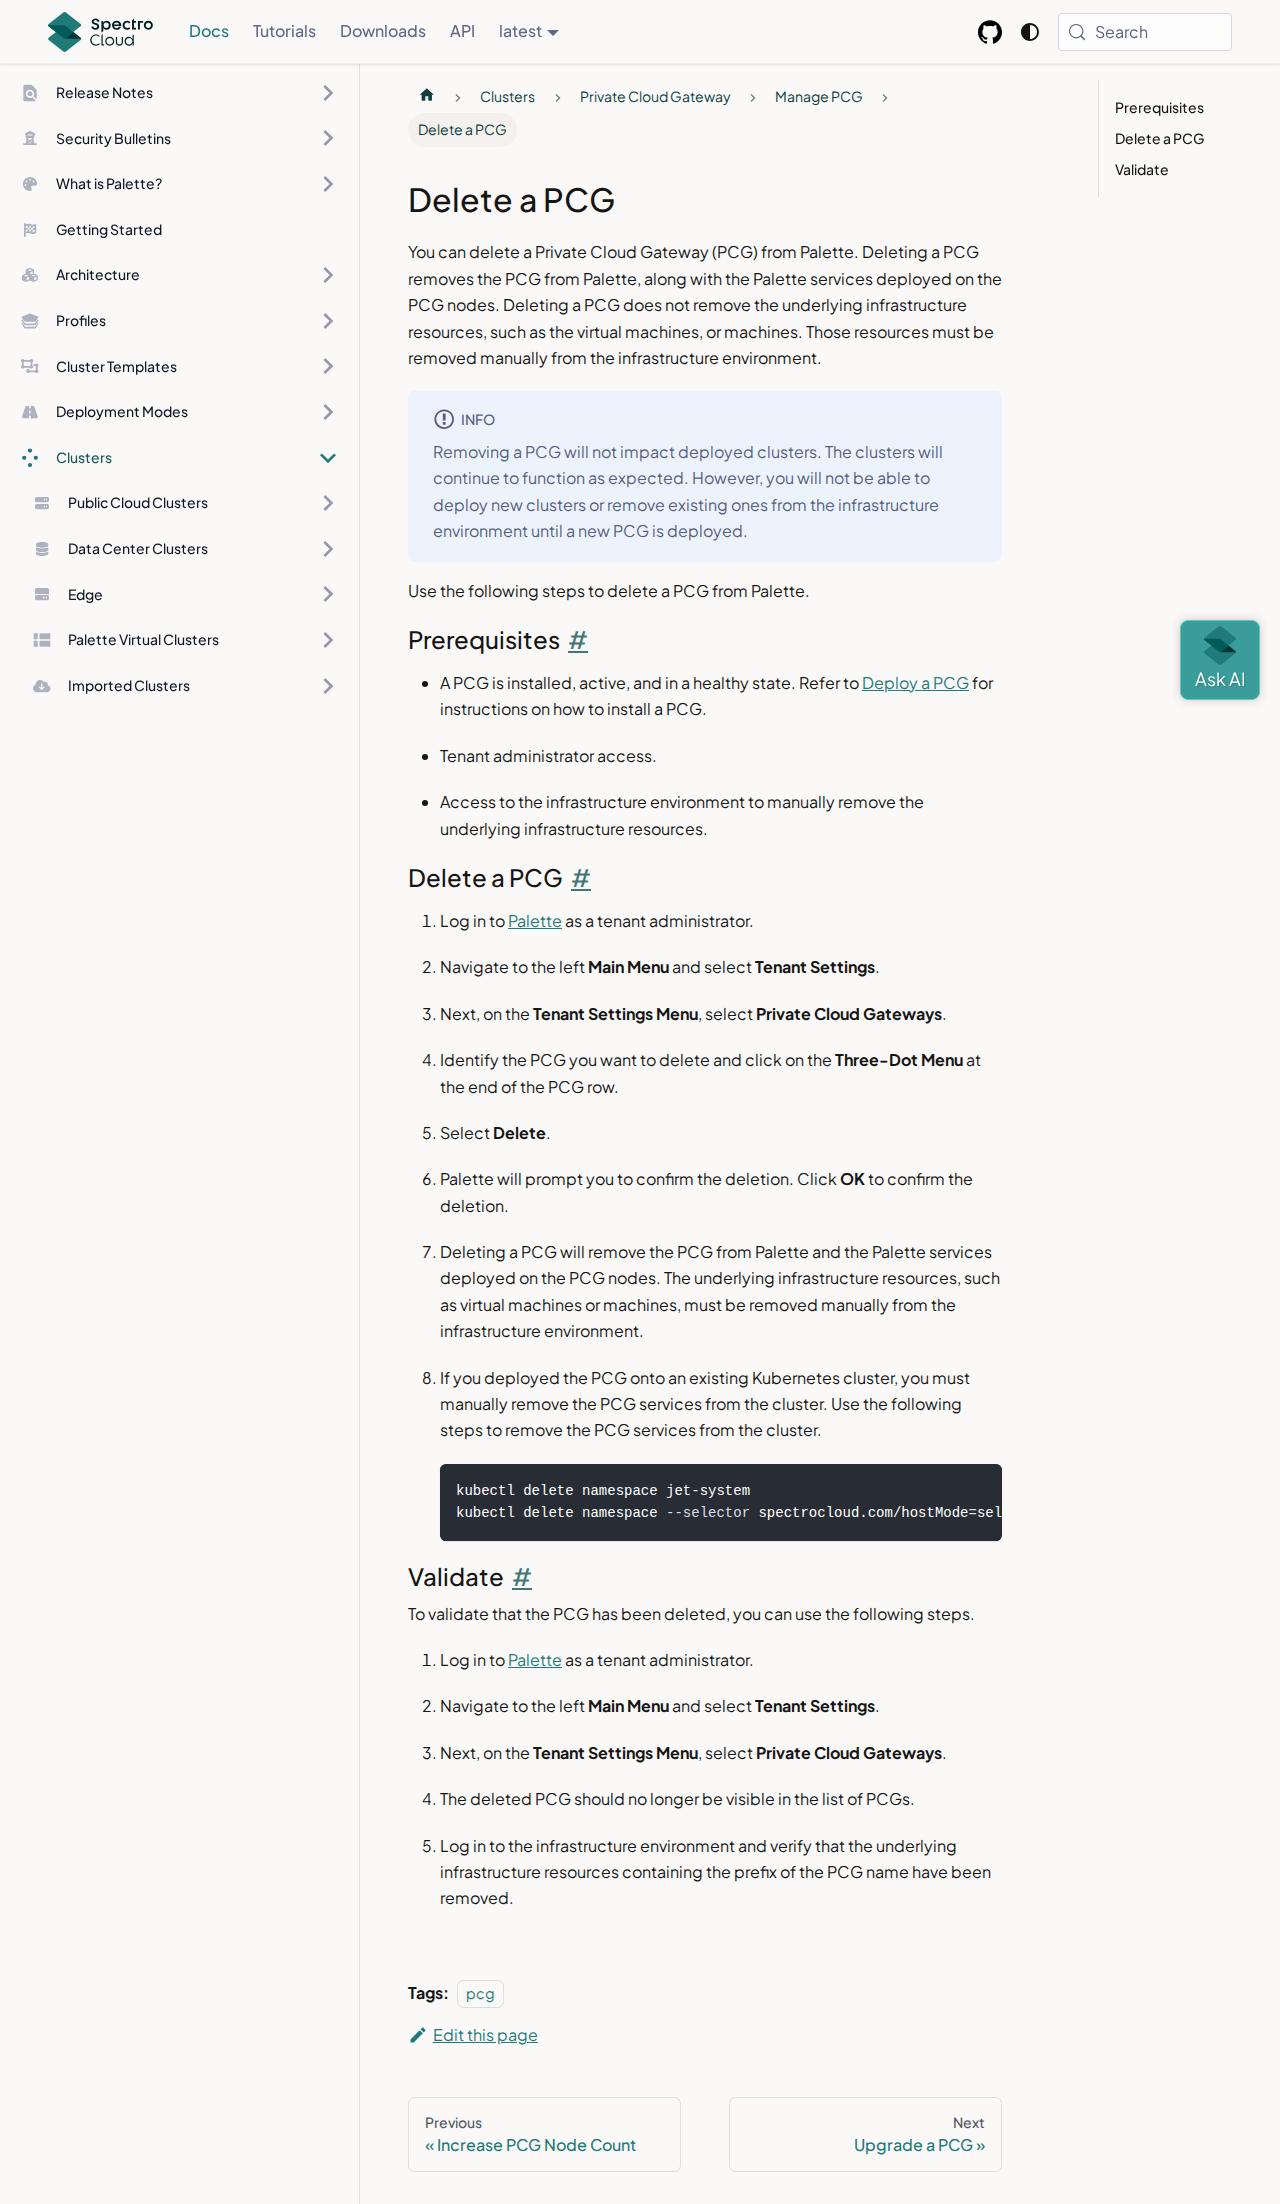 Spectro Cloud
Docs
Tutorials
Downloads
API
latest
Search
Release Notes
Security Bulletins
What is Palette?
Getting Started
Architecture
Profiles
Cluster Templates
Deployment Modes
Clusters
Public Cloud Clusters
Data Center Clusters
Edge
Palette Virtual Clusters
Imported Clusters
Clusters
Private Cloud Gateway
Manage PCG
Delete a PCG
Prerequisites
Delete a PCG
Validate
Delete a PCG
You can delete a Private Cloud Gateway (PCG) from Palette. Deleting a PCG
removes the PCG from Palette, along with the Palette services deployed on the
PCG nodes. Deleting a PCG does not remove the underlying infrastructure
resources, such as the virtual machines, or machines. Those resources must be
removed manually from the infrastructure environment.
INFO
Removing a PCG will not impact deployed clusters. The clusters will
continue to function as expected. However, you will not be able to
deploy new clusters or remove existing ones from the infrastructure
environment until a new PCG is deployed.
Use the following steps to delete a PCG from Palette.
Prerequisites #
A PCG is installed, active, and in a healthy state. Refer to Deploy a PCG for
instructions on how to install a PCG.
Tenant administrator access.
Access to the infrastructure environment to manually remove the
underlying infrastructure resources.
Ask AI
Delete a PCG #
1. Log in to Palette as a tenant administrator.
2. Navigate to the left Main Menu and select Tenant Settings.
3. Next, on the Tenant Settings Menu, select Private Cloud Gateways.
4. Identify the PCG you want to delete and click on the Three-Dot Menu at
the end of the PCG row.
5. Select Delete.
6. Palette will prompt you to confirm the deletion. Click OK to confirm the
deletion.
7. Deleting a PCG will remove the PCG from Palette and the Palette services
deployed on the PCG nodes. The underlying infrastructure resources, such
as virtual machines or machines, must be removed manually from the
infrastructure environment.
8. If you deployed the PCG onto an existing Kubernetes cluster, you must
manually remove the PCG services from the cluster. Use the following
steps to remove the PCG services from the cluster.
kubectl delete namespace jet-system
kubectl delete namespace --selector spectrocloud.com/hostMode=sel
Validate #
To validate that the PCG has been deleted, you can use the following steps.
1. Log in to Palette as a tenant administrator.
2. Navigate to the left Main Menu and select Tenant Settings.
3. Next, on the Tenant Settings Menu, select Private Cloud Gateways.
4. The deleted PCG should no longer be visible in the list of PCGs.
5. Log in to the infrastructure environment and verify that the underlying
infrastructure resources containing the prefix of the PCG name have been
removed.
Tags: pcg
Edit this page
Previous
« Increase PCG Node Count
Next
Upgrade a PCG »